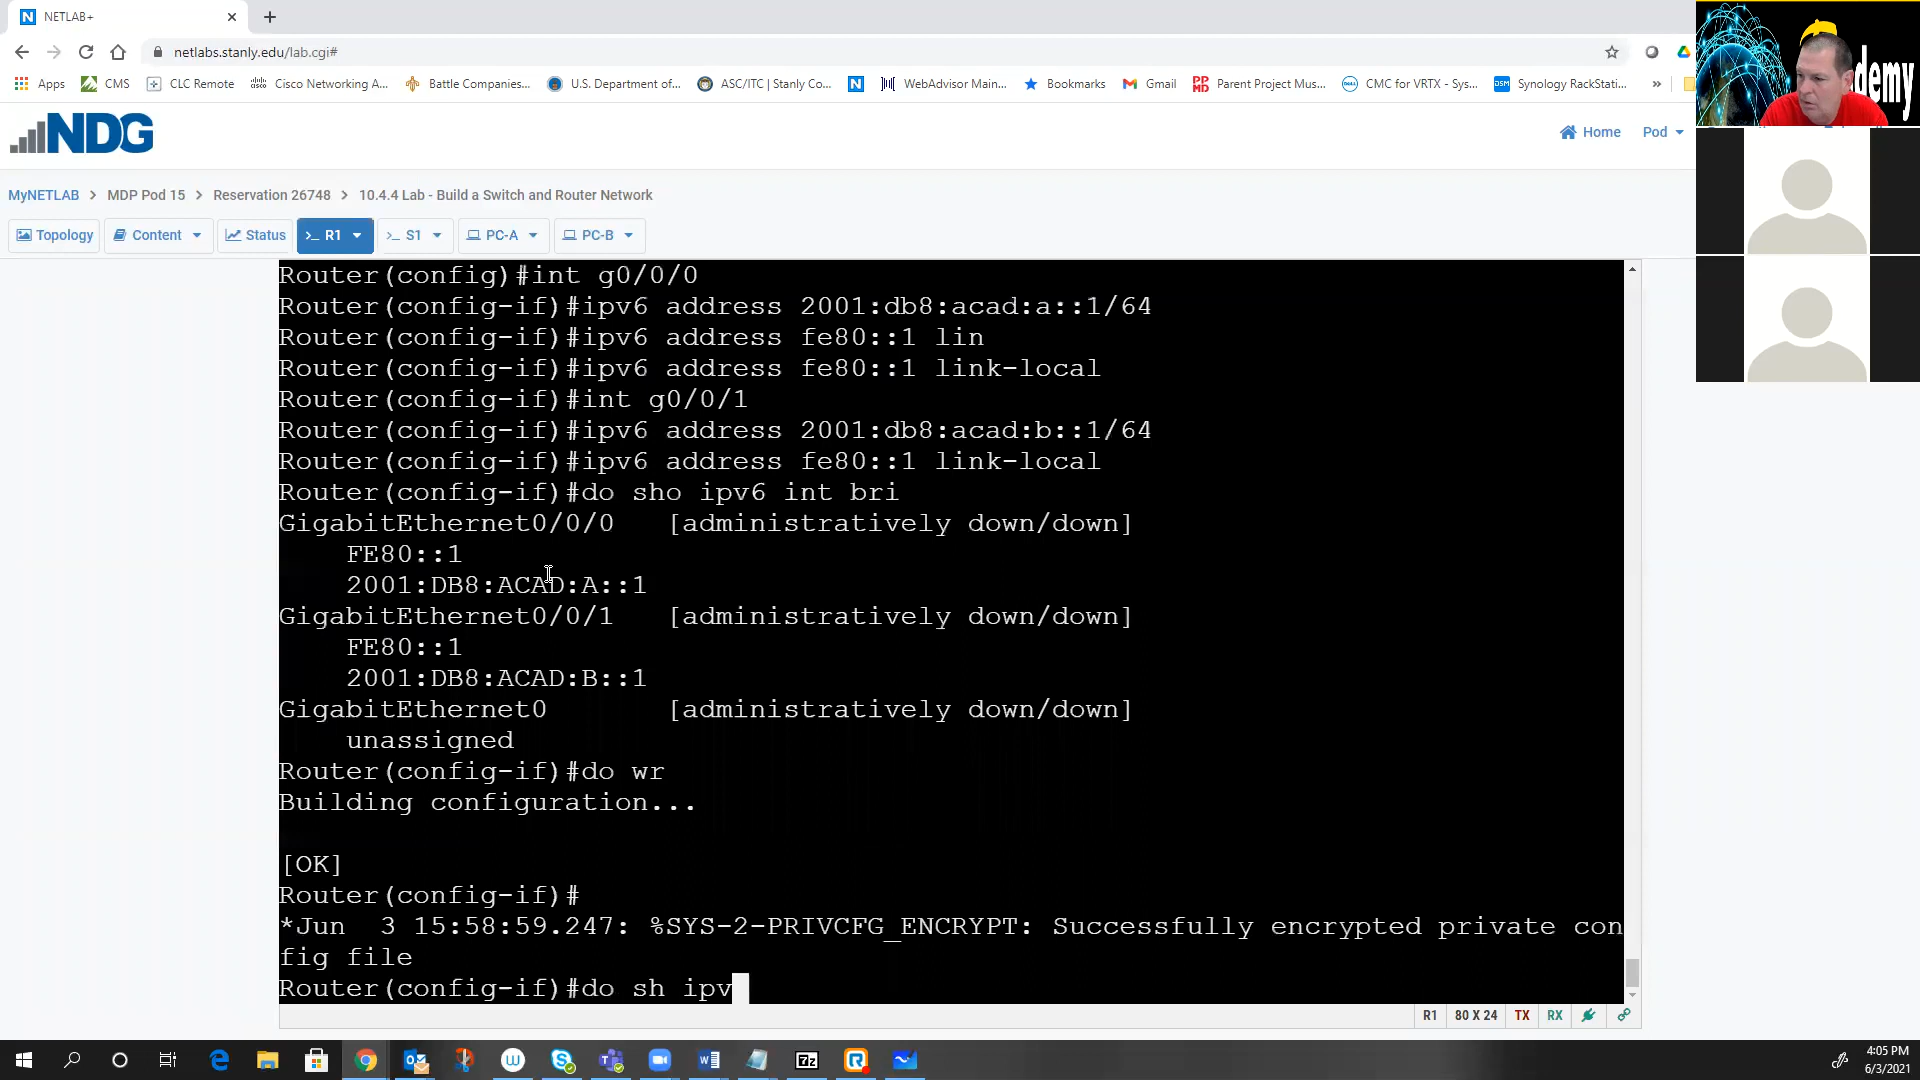 NETLAB+
netlabs.stanly.edu/lab.cgi#
Apps CMS CLC Remote Cisco Networking A... Battle Companies... U.S. Department of... ASC/ITC | Stanly Co... WebAdvisor Main... Bookmarks Gmail Parent Project Mus... CMC for VRTX - Sys... Synology RackStati... »
demy
NDG
Home Pod
MyNETLAB > MDP Pod 15 > Reservation 26748 > 10.4.4 Lab - Build a Switch and Router Network
Topology Content Status R1 S1 PC-A PC-B
Router(config)#int g0/0/0
Router(config-if)#ipv6 address 2001:db8:acad:a::1/64
Router(config-if)#ipv6 address fe80::1 lin
Router(config-if)#ipv6 address fe80::1 link-local
Router(config-if)#int g0/0/1
Router(config-if)#ipv6 address 2001:db8:acad:b::1/64
Router(config-if)#ipv6 address fe80::1 link-local
Router(config-if)#do sho ipv6 int bri
GigabitEthernet0/0/0 [administratively down/down]
FE80::1
2001:DB8:ACAD:A::1
GigabitEthernet0/0/1 [administratively down/down]
FE80::1
2001:DB8:ACAD:B::1
GigabitEthernet0 [administratively down/down]
unassigned
Router(config-if)#do wr
Building configuration...
[OK]
Router(config-if)#
*Jun 3 15:58:59.247: %SYS-2-PRIVCFG_ENCRYPT: Successfully encrypted private con
fig file
Router(config-if)#do sh ipv
R1 80 X 24 TX RX
4:05 PM
6/3/2021